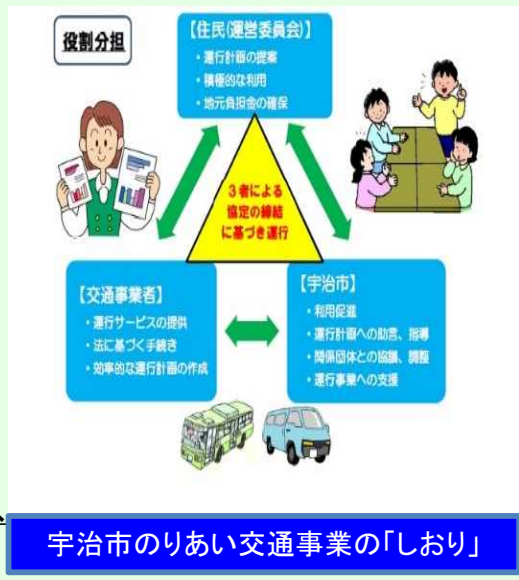 役割分担
【住民(運営委員会)】
・運行計画の提案
・積極的な利用
・地元負担金の確保
3者による
協定の締結
に基づき運行
【交通事業者】
・運行サービスの提供
・法に基づく手続き
・効率的な運行計画の作成
【宇治市】
・利用促進
・運行計画への助言、指導
・関係団体との協議、調整
・運行事業への支援
宇治市のりあい交通事業の「しおり」